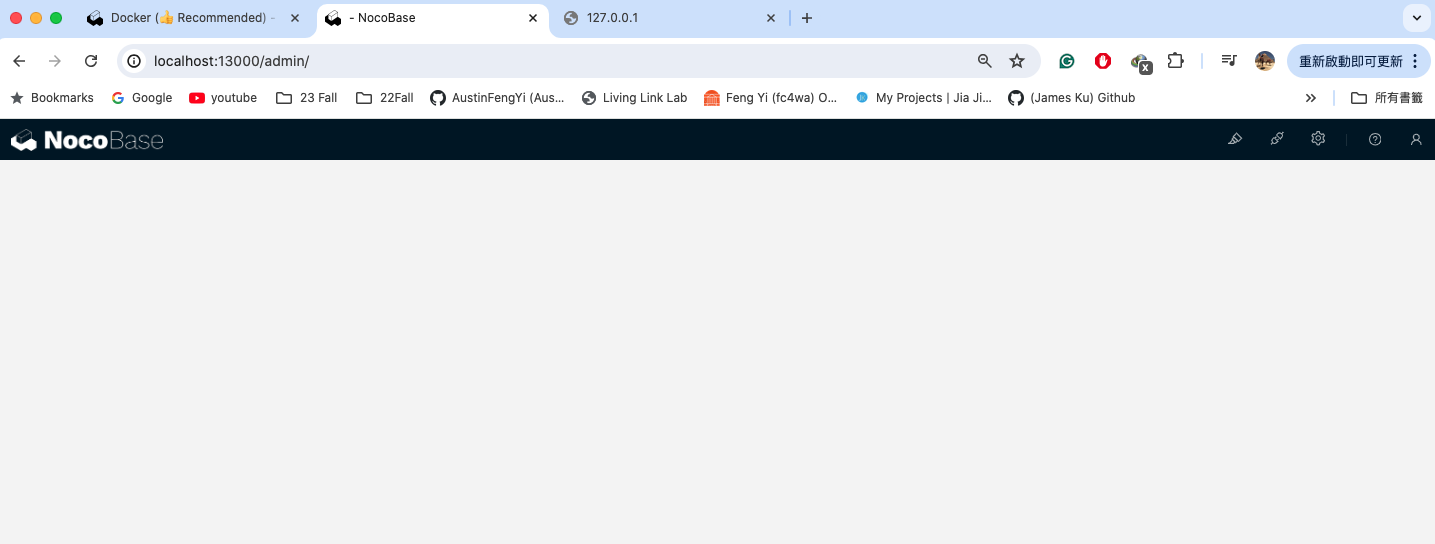 Docker (👍 Recommended) -
- NocoBase
127.0.0.1
localhost:13000/admin/
X
重新啟動即可更新
Bookmarks
Google
youtube
23 Fall
22Fall
AustinFengYi (Aus...
Living Link Lab
Feng Yi (fc4wa) O...
My Projects | Jia Ji...
(James Ku) Github
所有書籤
NocoBase